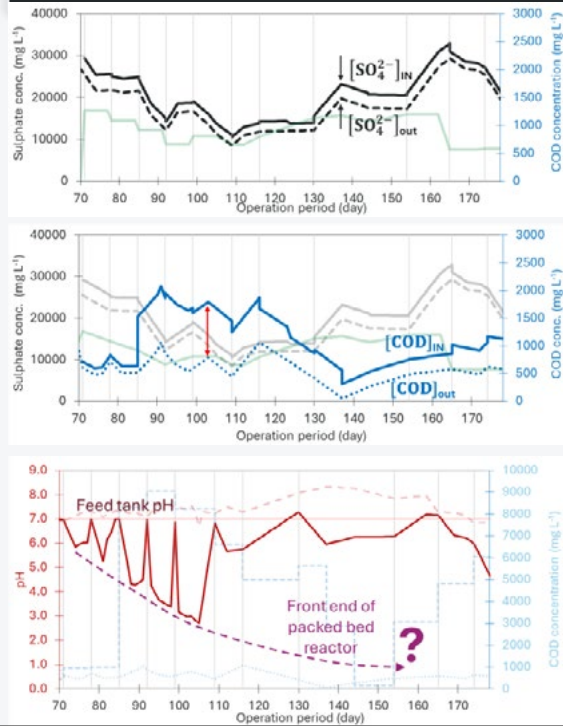 40000
30000
20000
10000
0
Sulphate conc. (mg L⁻¹)
[SO₄²⁻]IN
[SO₄²⁻]out
3000
2500
2000
1500
1000
500
0
COD concentration (mg L⁻¹)
70 80 90 100 110 120 130 140 150 160 170
Operation period (day)
40000
30000
20000
10000
0
Sulphate conc. (mg L⁻¹)
[COD]IN
[COD]out
3000
2500
2000
1500
1000
500
0
COD concentration (mg L⁻¹)
70 80 90 100 110 120 130 140 150 160 170
Operation period (day)
9.0
8.0
7.0
6.0
5.0
4.0
3.0
2.0
1.0
0.0
pH
Feed tank pH
Front end of
packed bed
reactor
?
10000
9000
8000
7000
6000
5000
4000
3000
2000
1000
0
COD concentration (mg L⁻¹)
70 80 90 100 110 120 130 140 150 160 170
Operation period (day)